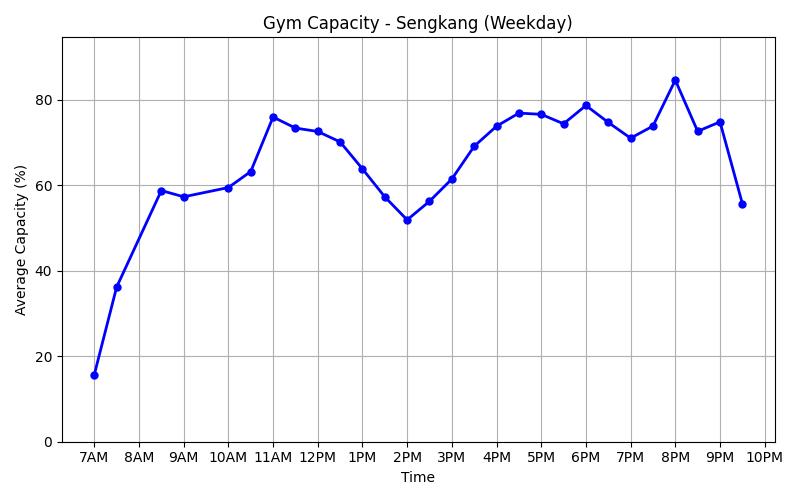 Gym Capacity - Sengkang (Weekday)
Average Capacity (%)
80
60
40
20
0
7AM 8AM 9AM 10AM 11AM 12PM 1PM 2PM 3PM 4PM 5PM 6PM 7PM 8PM 9PM 10PM
Time